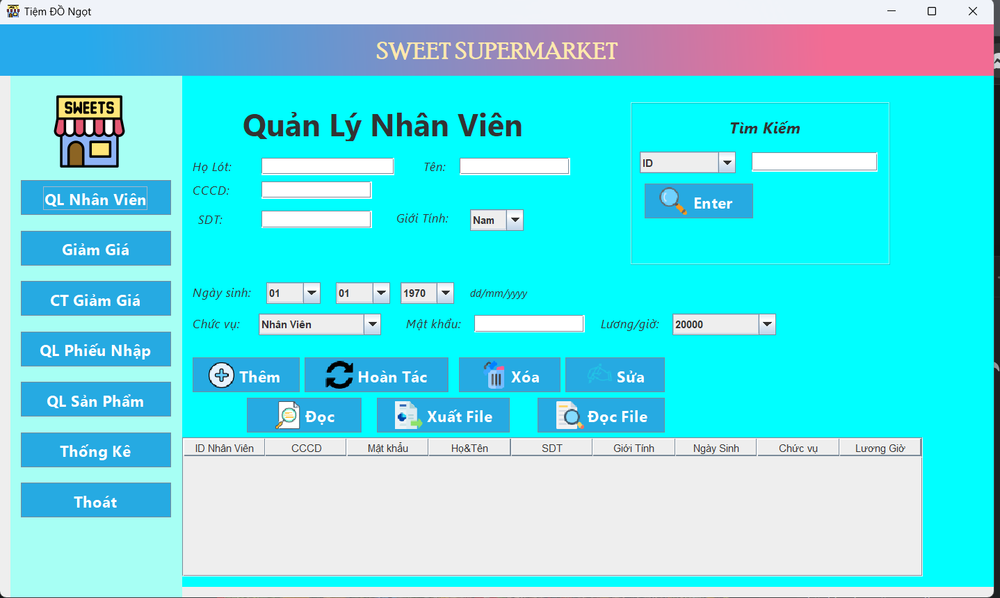 Tiệm ĐỒ Ngọt
SWEET SUPERMARKET
SWEETS
QL Nhân Viên
Giảm Giá
CT Giảm Giá
QL Phiếu Nhập
QL Sản Phẩm
Thống Kê
Thoát
Quản Lý Nhân Viên
Họ Lót:
Tên:
CCCD:
SDT:
Giới Tính:
Nam
Tìm Kiếm
ID
Enter
Ngày sinh:
01
01
1970
dd/mm/yyyy
Chức vụ:
Nhân Viên
Mật khẩu:
Lương/giờ:
20000
Thêm
Hoàn Tác
Xóa
Sửa
Đọc
Xuất File
Đọc File
ID Nhân Viên
CCCD
Mật khẩu
Họ&Tên
SDT
Giới Tính
Ngày Sinh
Chức vụ
Lương Giờ